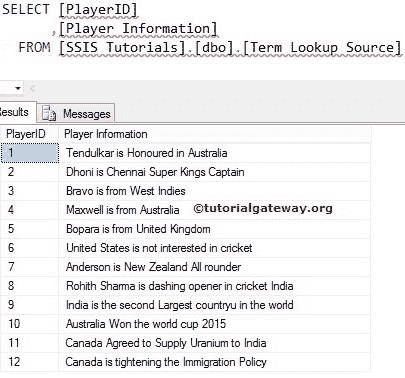 SELECT [PlayerID]
,[Player Information]
FROM [SSIS Tutorials].[dbo].[Term Lookup Source]
Results Messages
PlayerID Player Information
1 Tendulkar is Honoured in Australia
2 Dhoni is Chennai Super Kings Captain
3 Bravo is from West Indies
4 Maxwell is from Australia ©tutorialgateway.org
5 Bopara is from United Kingdom
6 United States is not interested in cricket
7 Anderson is New Zealand All rounder
8 Rohith Sharma is dashing opener in cricket India
9 India is the second Largest countryu in the world
10 Australia Won the world cup 2015
11 Canada Agreed to Supply Uranium to India
12 Canada is tightening the Immigration Policy